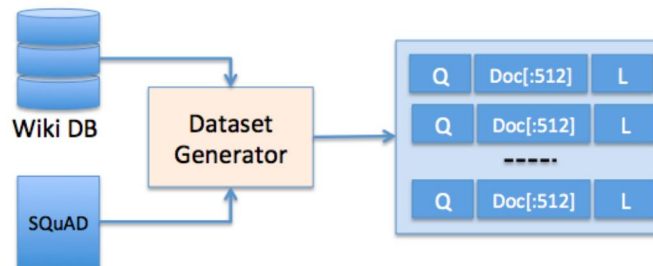 Wiki DB
SQuAD
Dataset
Generator
Q Doc[:512] L
Q Doc[:512] L
Q Doc[:512] L